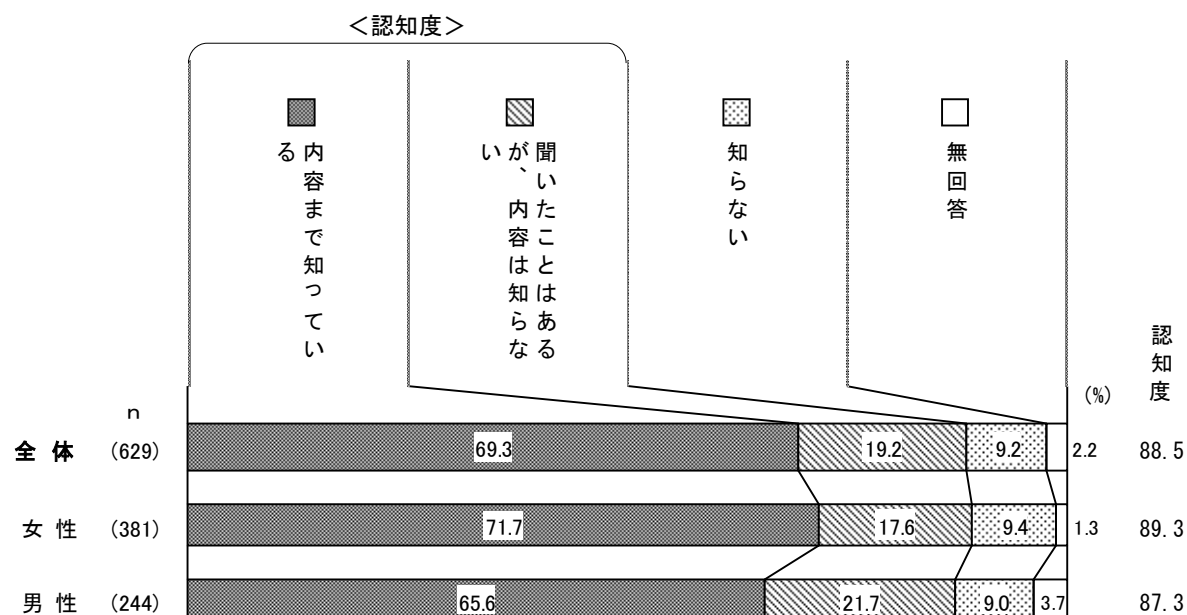 ＜認知度＞
内容まで知ってい
る
聞いたことはある
が、内容は知らな
い
知らない
無回答
(%)
認知度
n
全体 (629) 69.3 19.2 9.2 2.2 88.5
女性 (381) 71.7 17.6 9.4 1.3 89.3
男性 (244) 65.6 21.7 9.0 3.7 87.3